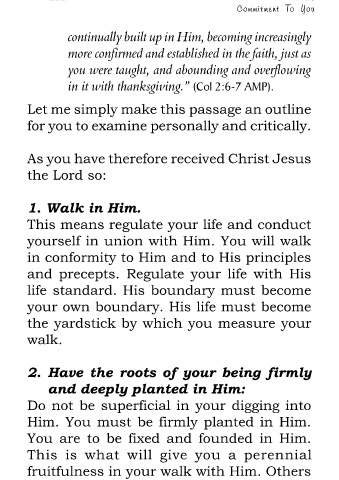 Commitment To You
continually built up in Him, becoming increasingly
more confirmed and established in the faith, just as
you were taught, and abounding and overflowing
in it with thanksgiving." (Col 2:6-7 AMP).
Let me simply make this passage an outline
for you to examine personally and critically.
As you have therefore received Christ Jesus
the Lord so:
1. Walk in Him.
This means regulate your life and conduct
yourself in union with Him. You will walk
in conformity to Him and to His principles
and precepts. Regulate your life with His
life standard. His boundary must become
your own boundary. His life must become
the yardstick by which you measure your
walk.
2. Have the roots of your being firmly
and deeply planted in Him:
Do not be superficial in your digging into
Him. You must be firmly planted in Him.
You are to be fixed and founded in Him.
This is what will give you a perennial
fruitfulness in your walk with Him. Others